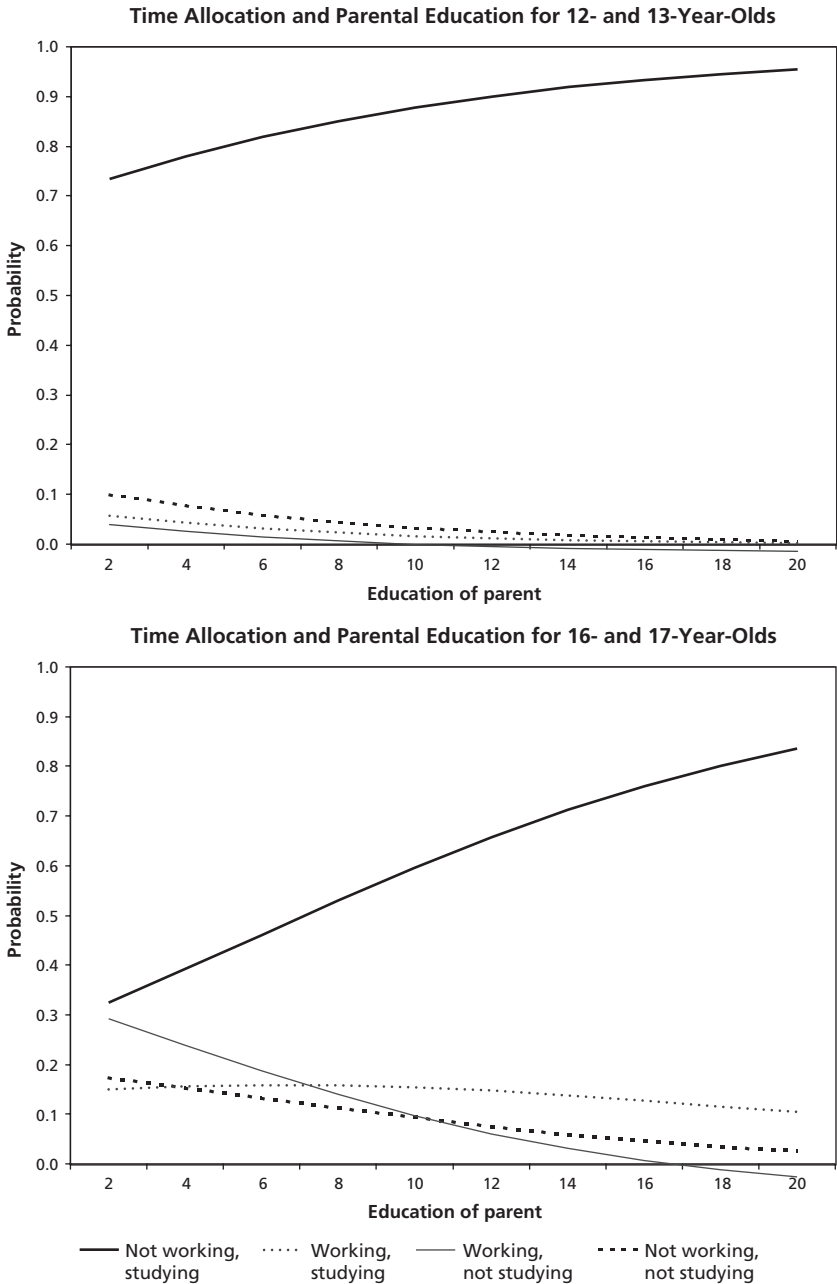 Time Allocation and Parental Education for 12- and 13-Year-Olds
Probability
1.0
0.9
0.8
0.7
0.6
0.5
0.4
0.3
0.2
0.1
0.0
2 4 6 8 10 12 14 16 18 20
Education of parent
Time Allocation and Parental Education for 16- and 17-Year-Olds
Probability
1.0
0.9
0.8
0.7
0.6
0.5
0.4
0.3
0.2
0.1
0.0
2 4 6 8 10 12 14 16 18 20
Education of parent
Not working, studying
Working, studying
Working, not studying
Not working, not studying